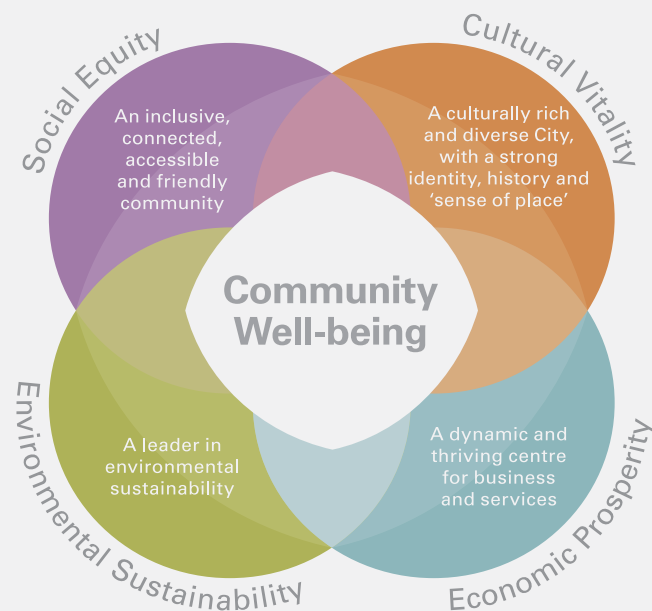 Social Equity
An inclusive,
connected,
accessible
and friendly
community
Cultural Vitality
A culturally rich
and diverse City,
with a strong
identity, history and
‘sense of place’
Community
Well-being
Environmental Sustainability
A leader in
environmental
sustainability
Economic Prosperity
A dynamic and
thriving centre
for business
and services